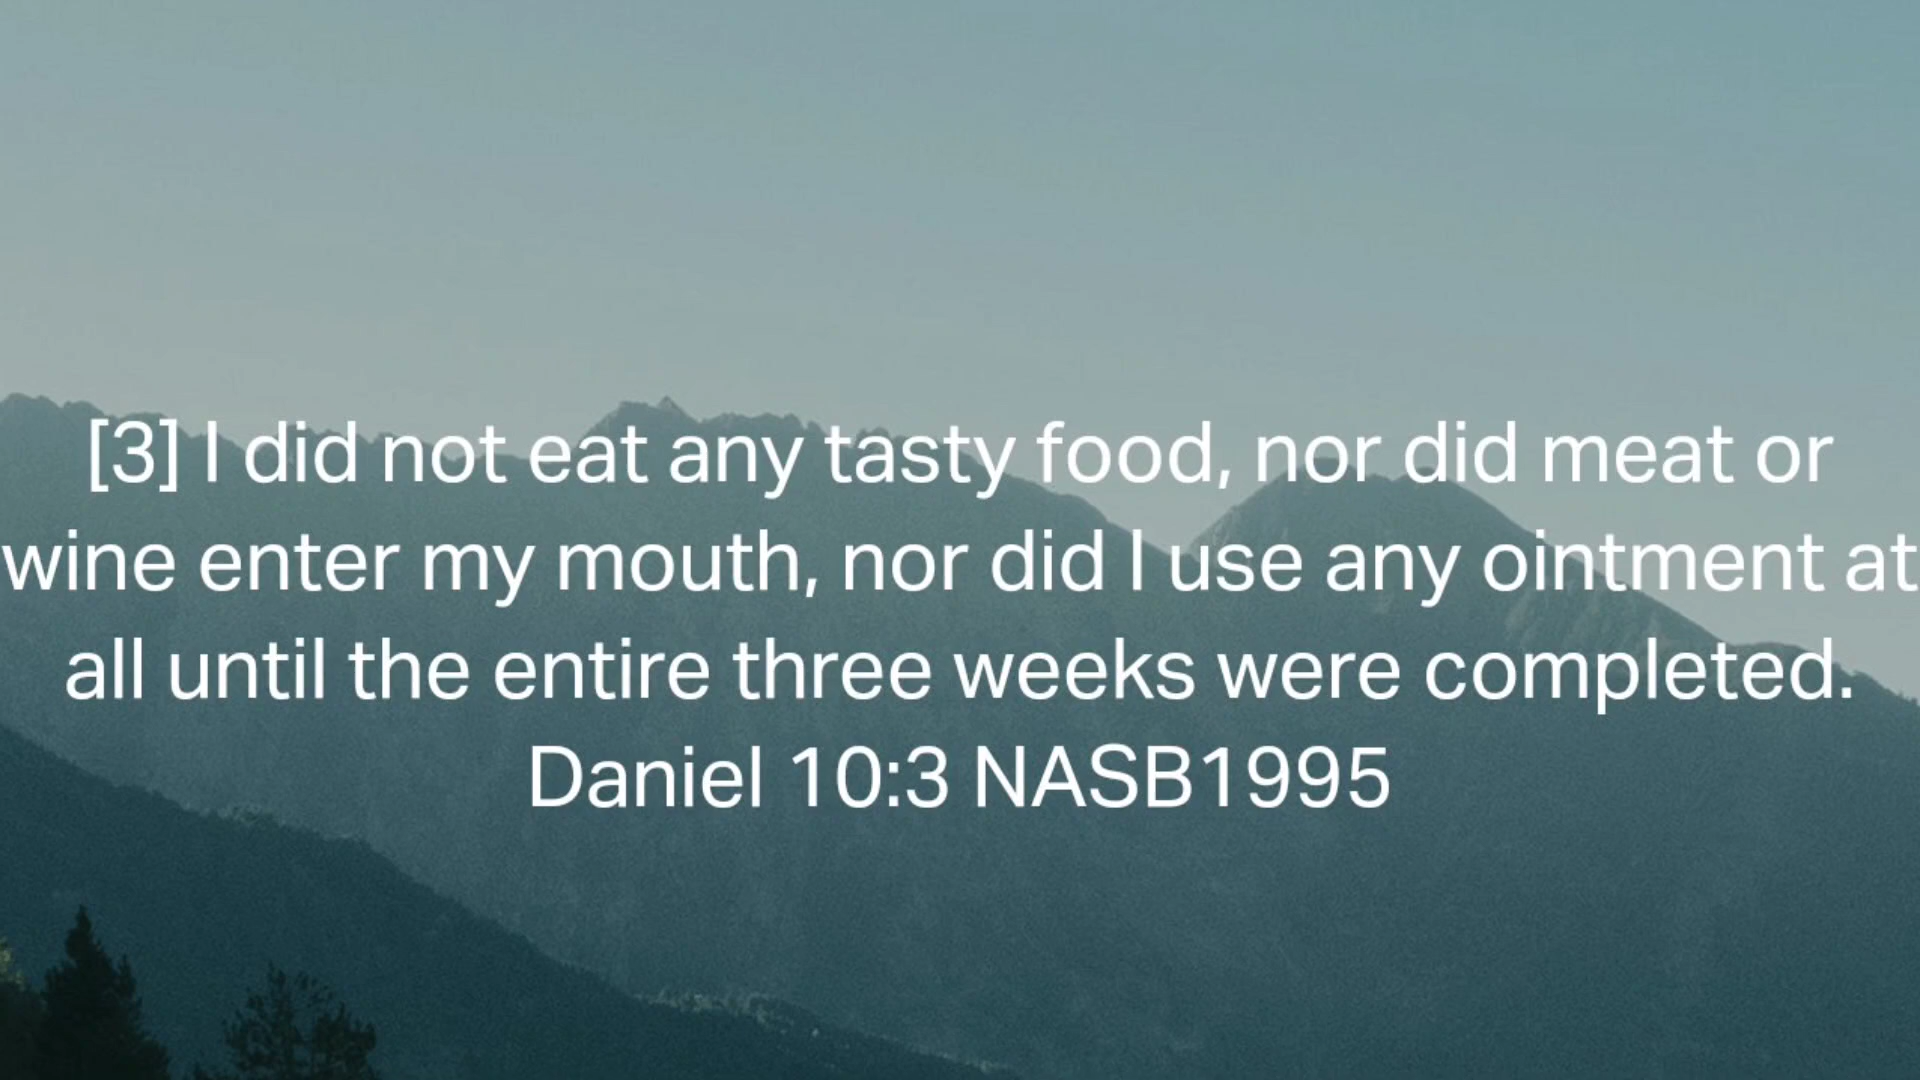 [3] I did not eat any tasty food, nor did meat or
wine enter my mouth, nor did I use any ointment at
all until the entire three weeks were completed.
Daniel 10:3 NASB1995